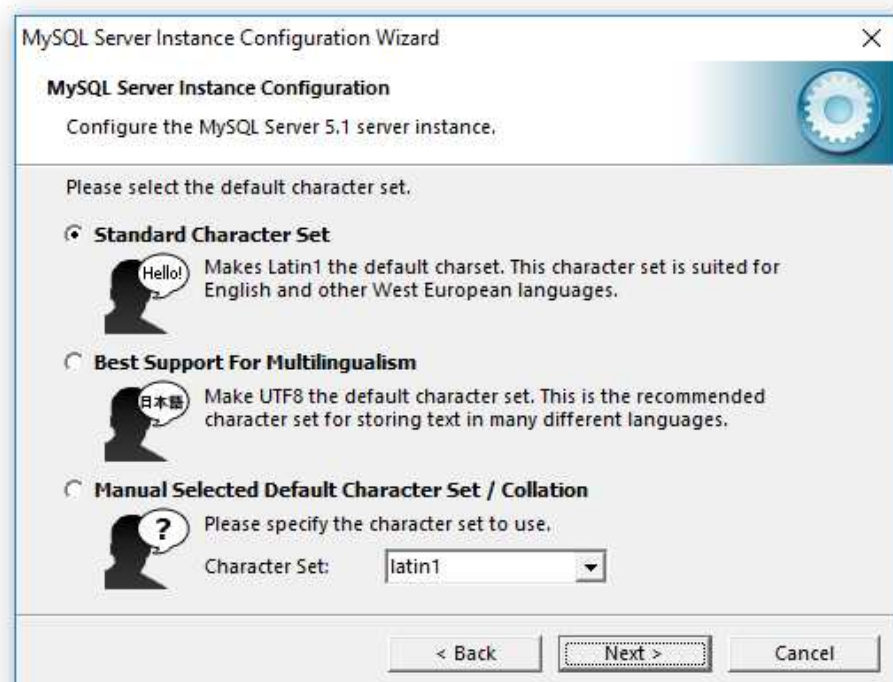 MySQL Server Instance Configuration Wizard
MySQL Server Instance Configuration
Configure the MySQL Server 5.1 server instance.
Please select the default character set.
Standard Character Set
Hello!
Makes Latin1 the default charset. This character set is suited for
English and other West European languages.
Best Support For Multilingualism
日本語
Make UTF8 the default character set. This is the recommended
character set for storing text in many different languages.
Manual Selected Default Character Set / Collation
?
Please specify the character set to use.
Character Set: latin1
< Back Next > Cancel